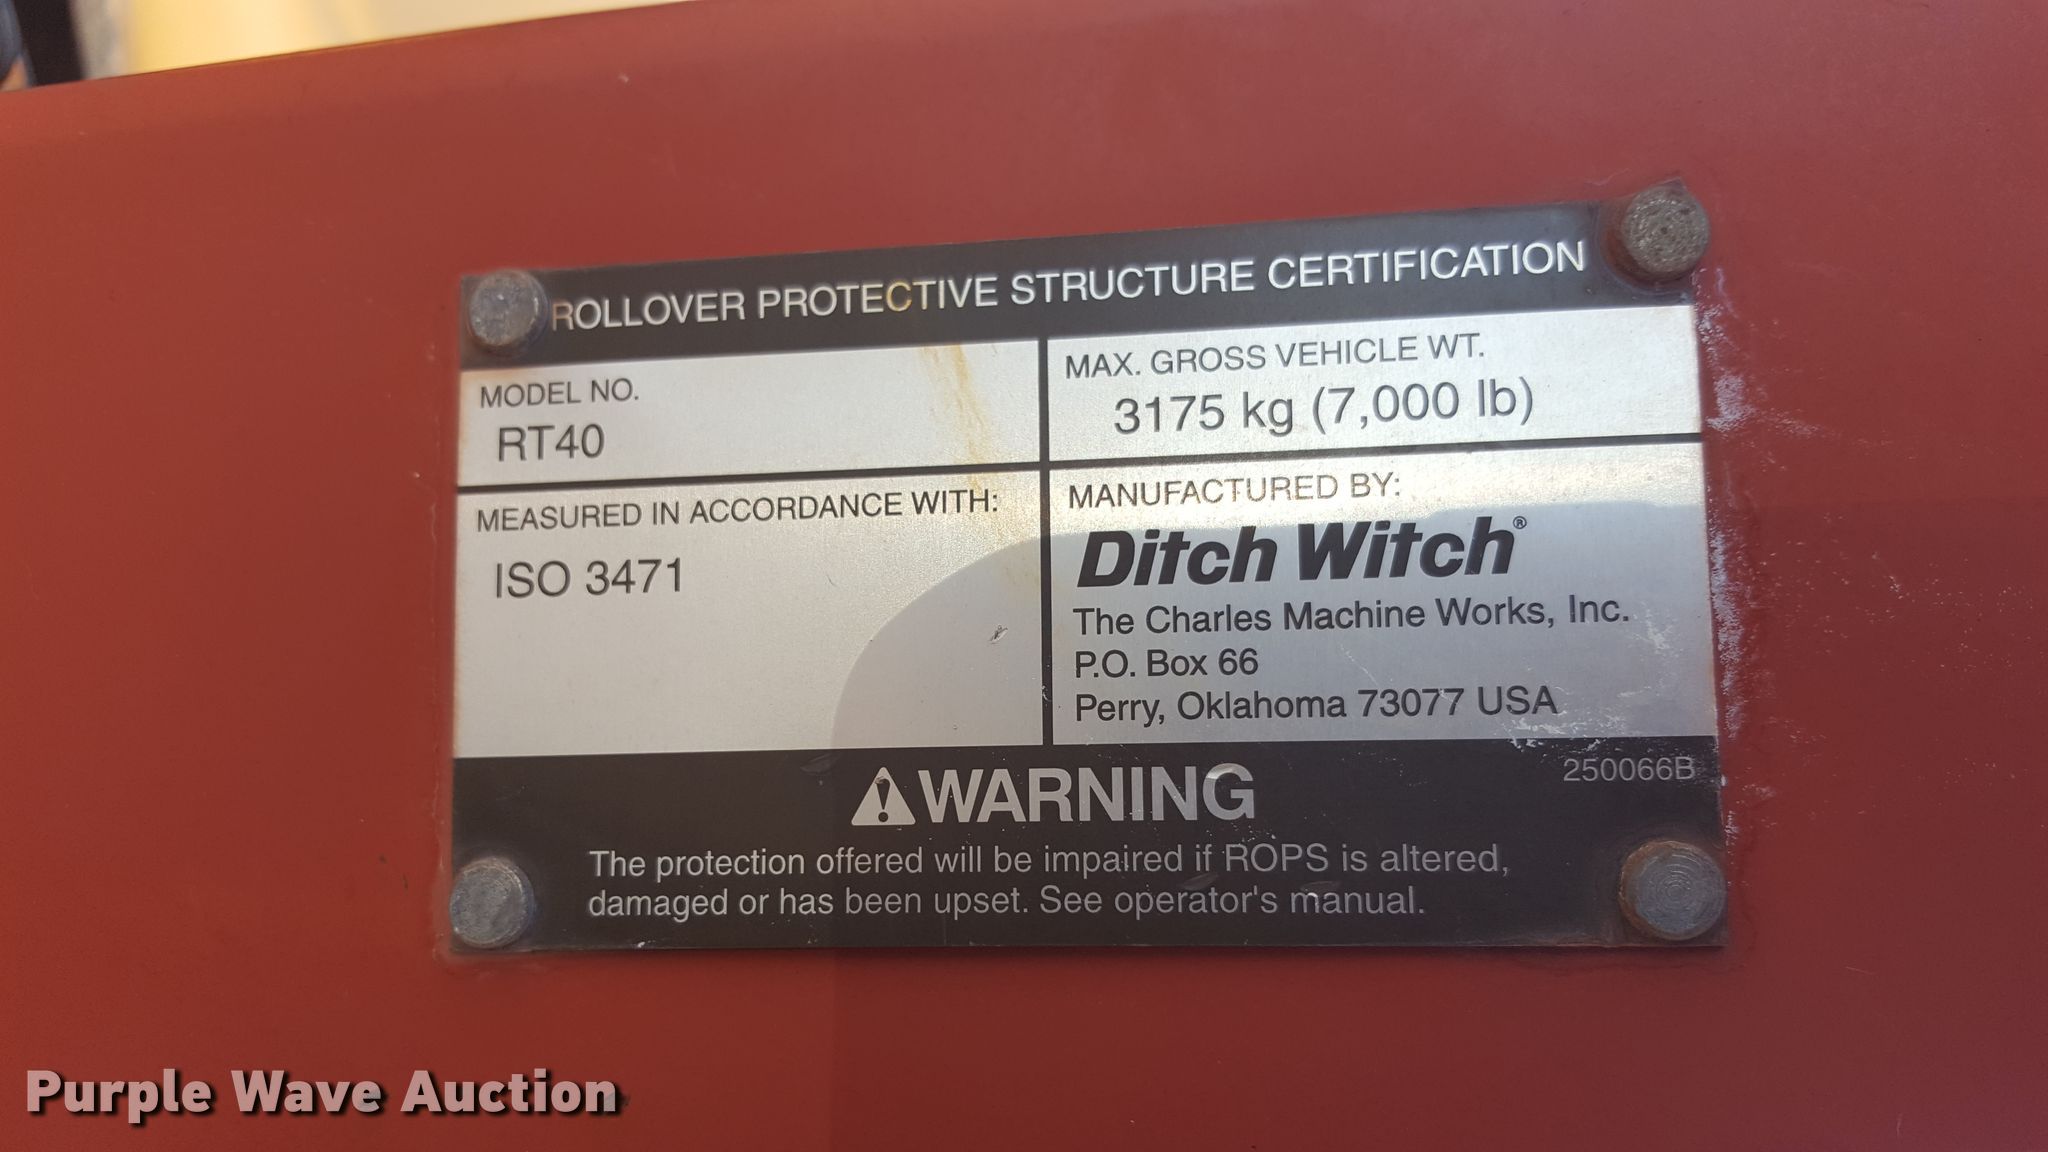 ROLLOVER PROTECTIVE STRUCTURE CERTIFICATION
MODEL NO.
RT40
MAX. GROSS VEHICLE WT.
3175 kg (7,000 lb)
MEASURED IN ACCORDANCE WITH:
ISO 3471
MANUFACTURED BY:
Ditch Witch®
The Charles Machine Works, Inc.
P.O. Box 66
Perry, Oklahoma 73077 USA
250066B
⚠WARNING
The protection offered will be impaired if ROPS is altered,
damaged or has been upset. See operator's manual.
Purple Wave Auction